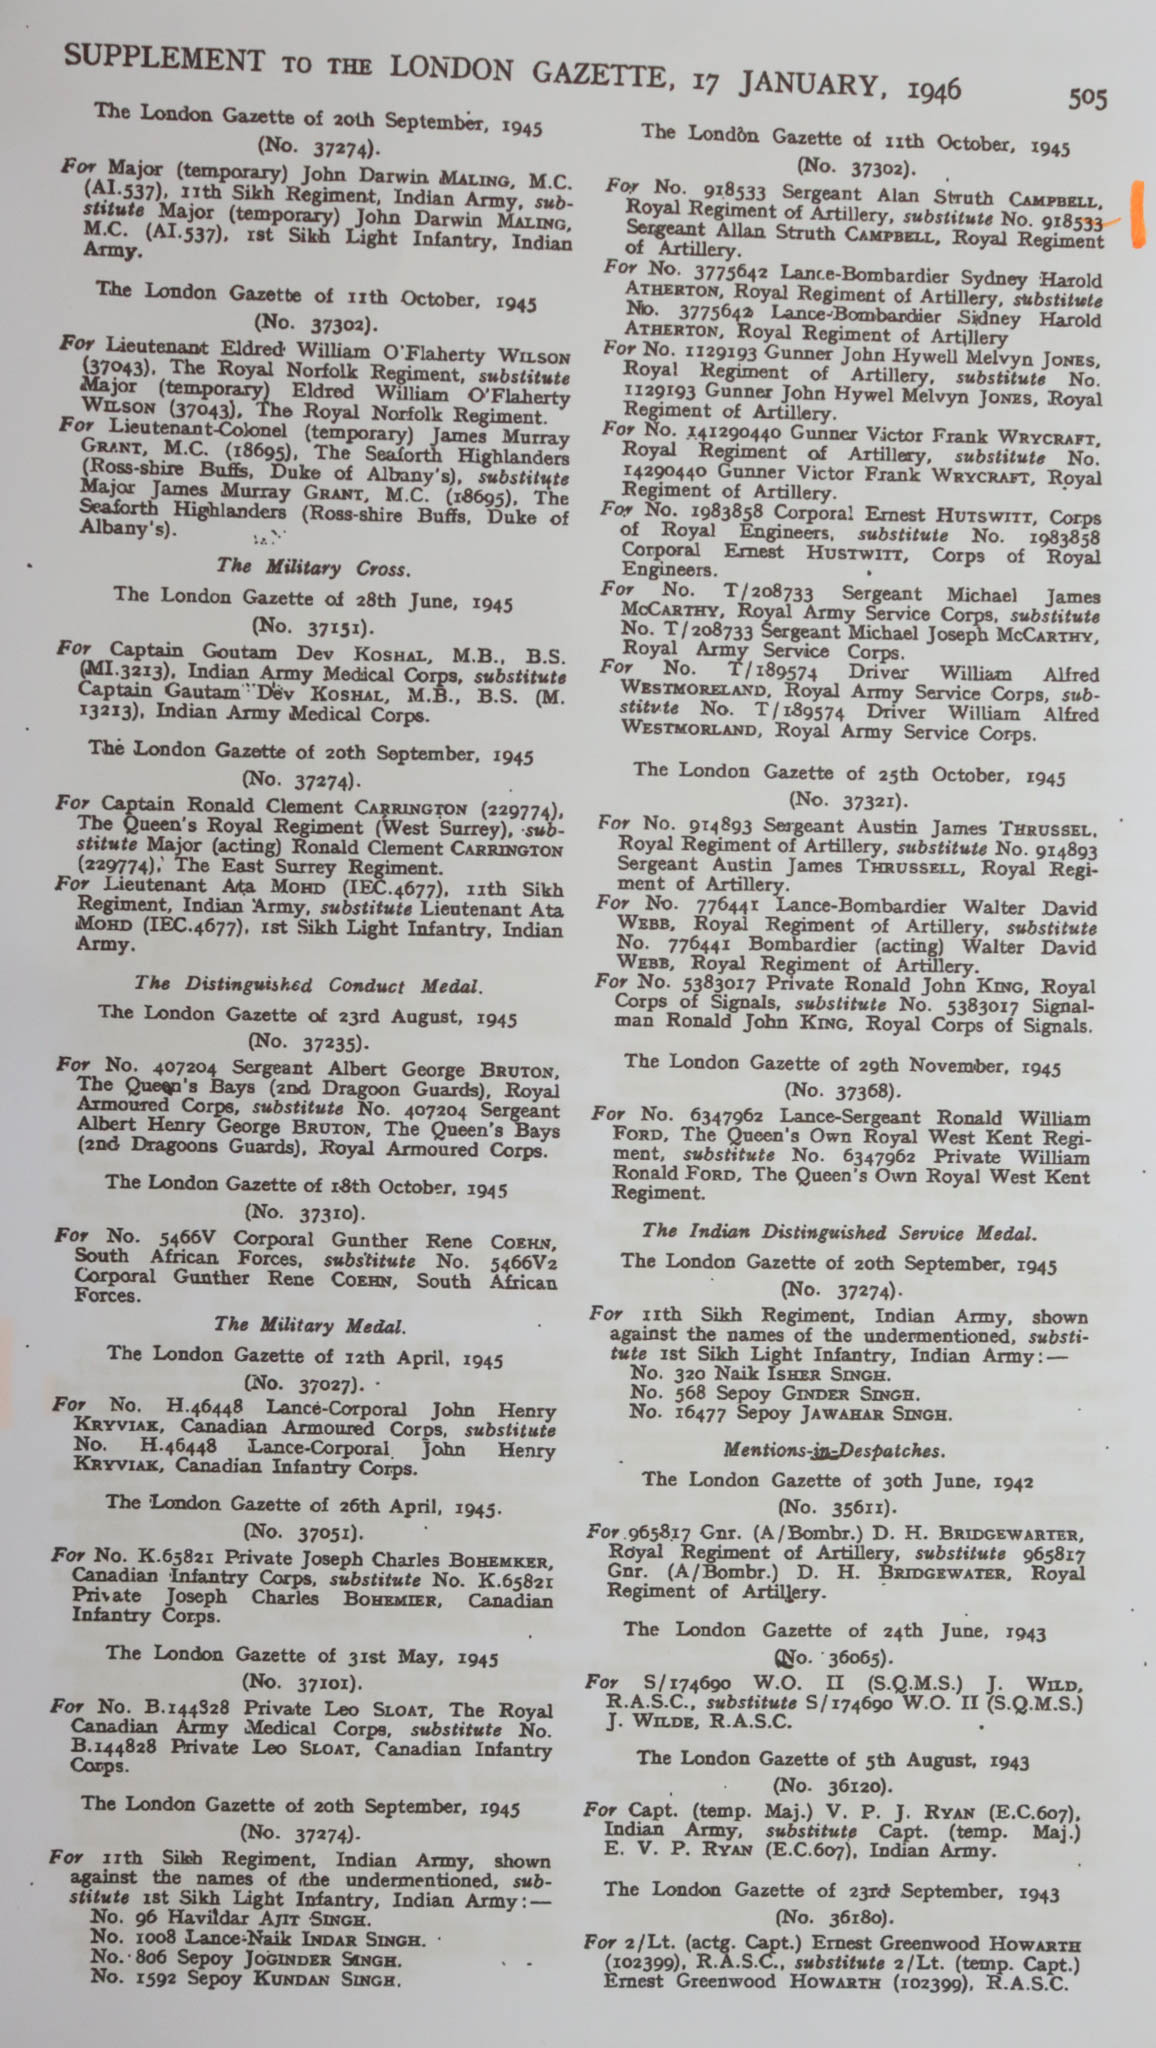 SUPPLEMENT TO THE LONDON GAZETTE, 17 JANUARY, 1946
505
The London Gazette of 20th September, 1945
(No. 37274).
For Major (temporary) John Darwin MALING, M.C.
(AI.537), 11th Sikh Regiment, Indian Army, sub-
stitute Major (temporary) John Darwin MALING,
M.C. (AI.537), 1st Sikh Light Infantry, Indian
Army.
The London Gazette of 11th October, 1945
(No. 37302).
For Lieutenant Eldred William O'Flaherty WILSON
(37043), The Royal Norfolk Regiment, substitute
Major (temporary) Eldred William O'Flaherty
WILSON (37043), The Royal Norfolk Regiment.
For Lieutenant-Colonel (temporary) James Murray
GRANT, M.C. (18695), The Seaforth Highlanders
(Ross-shire Buffs, Duke of Albany's), substitute
Major James Murray GRANT, M.C. (18695), The
Seaforth Highlanders (Ross-shire Buffs, Duke of
Albany's).
The Military Cross.
The London Gazette of 28th June, 1945
(No. 37151).
For Captain Goutam Dev KOSHAL, M.B., B.S.
(MI.3213), Indian Army Medical Corps, substitute
Captain Gautam Dev KOSHAL, M.B., B.S. (M.
13213), Indian Army Medical Corps.
The London Gazette of 20th September, 1945
(No. 37274).
For Captain Ronald Clement CARRINGTON (229774),
The Queen's Royal Regiment (West Surrey), sub-
stitute Major (acting) Ronald Clement CARRINGTON
(229774), The East Surrey Regiment.
For Lieutenant Ata MOHD (IEC.4677), 11th Sikh
Regiment, Indian Army, substitute Lieutenant Ata
MOHD (IEC.4677), 1st Sikh Light Infantry, Indian
Army.
The Distinguished Conduct Medal.
The London Gazette of 23rd August, 1945
(No. 37235).
For No. 407204 Sergeant Albert George BRUTON,
The Queen's Bays (2nd Dragoon Guards), Royal
Armoured Corps, substitute No. 407204 Sergeant
Albert Henry George BRUTON, The Queen's Bays
(2nd Dragoons Guards), Royal Armoured Corps.
The London Gazette of 18th October, 1945
(No. 37310).
For No. 5466V Corporal Gunther Rene COEHN,
South African Forces, substitute No. 5466V2
Corporal Gunther Rene COEHN, South African
Forces.
The Military Medal.
The London Gazette of 12th April, 1945
(No. 37027).
For No. H.46448 Lance-Corporal John Henry
KRYVIAK, Canadian Armoured Corps, substitute
No. H.46448 Lance-Corporal John Henry
KRYVIAK, Canadian Infantry Corps.
The London Gazette of 26th April, 1945.
(No. 37051).
For No. K.65821 Private Joseph Charles BOHEMKER,
Canadian Infantry Corps, substitute No. K.65821
Private Joseph Charles BOHEMIER, Canadian
Infantry Corps.
The London Gazette of 31st May, 1945
(No. 37101).
For No. B.144828 Private Leo SLOAT, The Royal
Canadian Army Medical Corps, substitute No.
B.144828 Private Leo SLOAT, Canadian Infantry
Corps.
The London Gazette of 20th September, 1945
(No. 37274).
For 11th Sikh Regiment, Indian Army, shown
against the names of the undermentioned, sub-
stitute 1st Sikh Light Infantry, Indian Army:—
No. 96 Havildar AJIT SINGH.
No. 1008 Lance-Naik INDAR SINGH.
No. 806 Sepoy JOGINDER SINGH.
No. 1592 Sepoy KUNDAN SINGH.
The London Gazette of 11th October, 1945
(No. 37302).
For No. 918533 Sergeant Alan Struth CAMPBELL,
Royal Regiment of Artillery, substitute No. 918533
Sergeant Allan Struth CAMPBELL, Royal Regiment
of Artillery.
For No. 3775642 Lance-Bombardier Sydney Harold
ATHERTON, Royal Regiment of Artillery, substitute
No. 3775642 Lance-Bombardier Sidney Harold
ATHERTON, Royal Regiment of Artillery
For No. 1129193 Gunner John Hywell Melvyn JONES,
Royal Regiment of Artillery, substitute No.
1129193 Gunner John Hywel Melvyn JONES, Royal
Regiment of Artillery.
For No. 141290440 Gunner Victor Frank WRYCRAFT,
Royal Regiment of Artillery, substitute No.
14290440 Gunner Victor Frank WRYCRAFT, Royal
Regiment of Artillery.
For No. 1983858 Corporal Ernest HUTSWITT, Corps
of Royal Engineers, substitute No. 1983858
Corporal Ernest HUSTWITT, Corps of Royal
Engineers.
For No. T/208733 Sergeant Michael James
MCCARTHY, Royal Army Service Corps, substitute
No. T/208733 Sergeant Michael Joseph MCCARTHY,
Royal Army Service Corps.
For No. T/189574 Driver William Alfred
WESTMORELAND, Royal Army Service Corps, sub-
stitvte No. T/189574 Driver William Alfred
WESTMORLAND, Royal Army Service Corps.
The London Gazette of 25th October, 1945
(No. 37321).
For No. 914893 Sergeant Austin James THRUSSEL,
Royal Regiment of Artillery, substitute No. 914893
Sergeant Austin James THRUSSELL, Royal Regi-
ment of Artillery.
For No. 776441 Lance-Bombardier Walter David
WEBB, Royal Regiment of Artillery, substitute
No. 776441 Bombardier (acting) Walter David
WEBB, Royal Regiment of Artillery.
For No. 5383017 Private Ronald John KING, Royal
Corps of Signals, substitute No. 5383017 Signal-
man Ronald John KING, Royal Corps of Signals.
The London Gazette of 29th November, 1945
(No. 37368).
For No. 6347962 Lance-Sergeant Ronald William
FORD, The Queen's Own Royal West Kent Regi-
ment, substitute No. 6347962 Private William
Ronald FORD, The Queen's Own Royal West Kent
Regiment.
The Indian Distinguished Service Medal.
The London Gazette of 20th September, 1945
(No. 37274).
For 11th Sikh Regiment, Indian Army, shown
against the names of the undermentioned, substi-
tute 1st Sikh Light Infantry, Indian Army:—
No. 320 Naik ISHER SINGH.
No. 568 Sepoy GINDER SINGH.
No. 16477 Sepoy JAWAHAR SINGH.
Mentions-in-Despatches.
The London Gazette of 30th June, 1942
(No. 35611).
For 965817 Gnr. (A/Bombr.) D. H. BRIDGEWARTER,
Royal Regiment of Artillery, substitute 965817
Gnr. (A/Bombr.) D. H. BRIDGEWATER, Royal
Regiment of Artillery.
The London Gazette of 24th June, 1943
(No. 36065).
For S/174690 W.O. II (S.Q.M.S.) J. WILD,
R.A.S.C., substitute S/174690 W.O. II (S.Q.M.S.)
J. WILDE, R.A.S.C.
The London Gazette of 5th August, 1943
(No. 36120).
For Capt. (temp. Maj.) V. P. J. RYAN (E.C.607),
Indian Army, substitute Capt. (temp. Maj.)
E. V. P. RYAN (E.C.607), Indian Army.
The London Gazette of 23rd September, 1943
(No. 36180).
For 2/Lt. (actg. Capt.) Ernest Greenwood HOWARTH
(102399), R.A.S.C., substitute 2/Lt. (temp. Capt.)
Ernest Greenwood HOWARTH (102399), R.A.S.C.